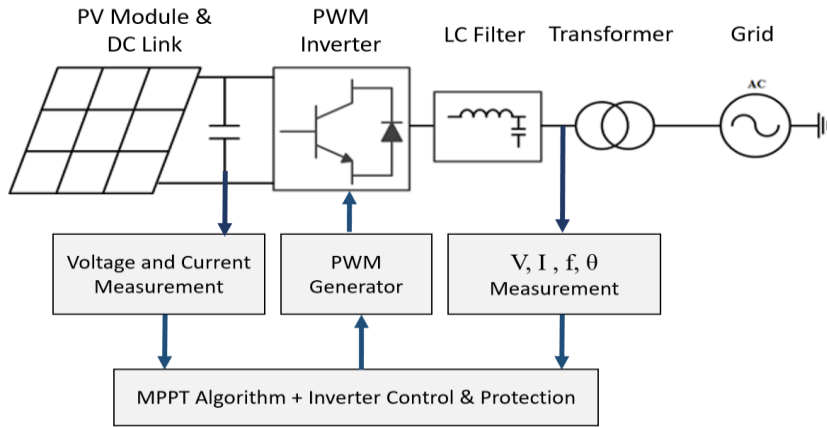 PV Module &
DC Link
PWM
Inverter
LC Filter
Transformer
Grid
AC
Voltage and Current
Measurement
PWM
Generator
V, I , f, θ
Measurement
MPPT Algorithm + Inverter Control & Protection